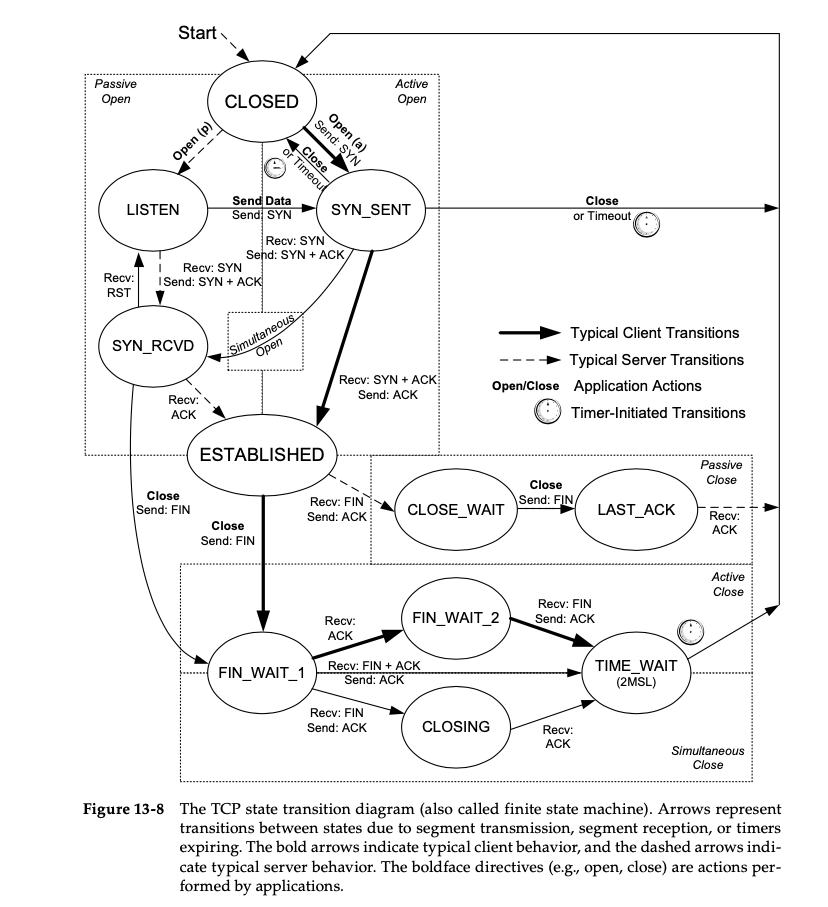 Start
Passive
Open
Active
Open
CLOSED
Open (p)
Open (a)
Send: SYN
Close
or Timeout
LISTEN
Send Data
Send: SYN
SYN_SENT
Close
or Timeout
Recv: SYN
Send: SYN + ACK
Recv: SYN
Send: SYN + ACK
Recv:
RST
SYN_RCVD
Simultaneous
Open
Typical Client Transitions
Typical Server Transitions
Open/Close Application Actions
Timer-Initiated Transitions
Recv:
ACK
Recv: SYN + ACK
Send: ACK
ESTABLISHED
Passive
Close
Close
Send: FIN
Close
Send: FIN
Recv: FIN
Send: ACK
CLOSE_WAIT
Close
Send: FIN
LAST_ACK
Recv:
ACK
Active
Close
FIN_WAIT_2
Recv: FIN
Send: ACK
Recv:
ACK
FIN_WAIT_1
Recv: FIN + ACK
Send: ACK
TIME_WAIT
(2MSL)
Recv: FIN
Send: ACK
CLOSING
Recv:
ACK
Simultaneous
Close
Figure 13-8 The TCP state transition diagram (also called finite state machine). Arrows represent
transitions between states due to segment transmission, segment reception, or timers
expiring. The bold arrows indicate typical client behavior, and the dashed arrows indi-
cate typical server behavior. The boldface directives (e.g., open, close) are actions per-
formed by applications.